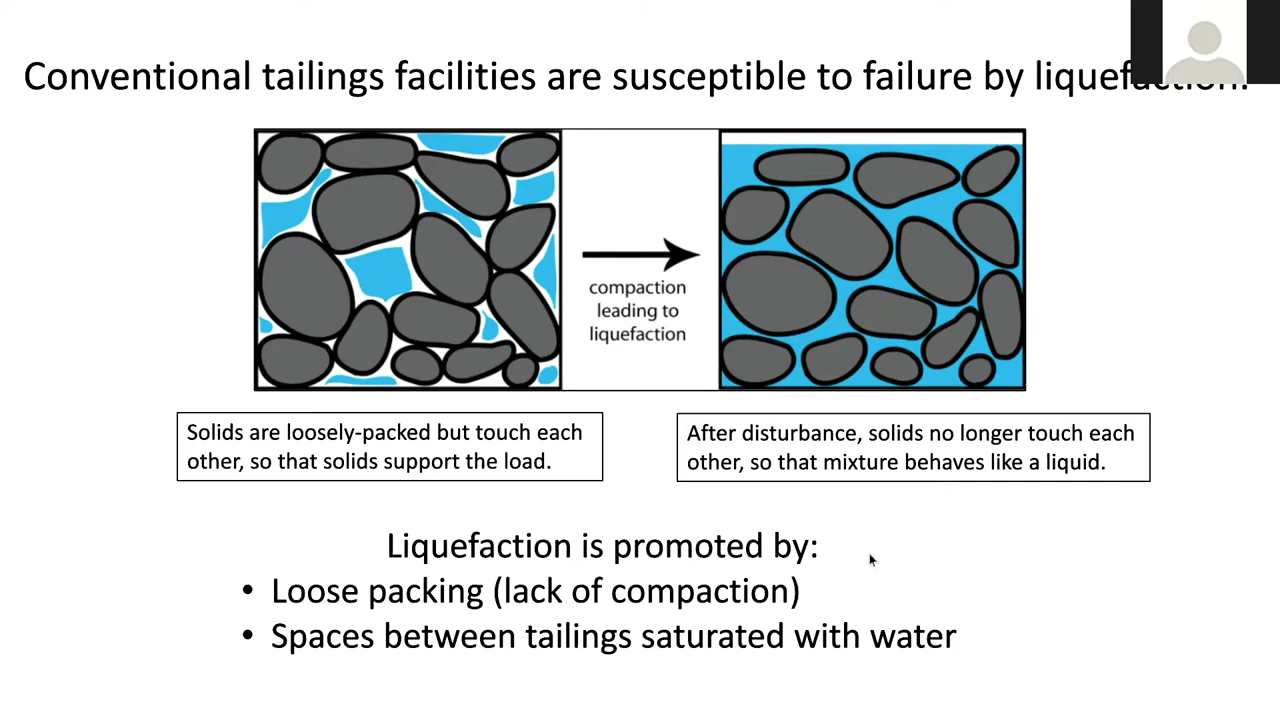 Conventional tailings facilities are susceptible to failure by liquefaction.
compaction
leading to
liquefaction
Solids are loosely-packed but touch each
other, so that solids support the load.
After disturbance, solids no longer touch each
other, so that mixture behaves like a liquid.
Liquefaction is promoted by:
• Loose packing (lack of compaction)
• Spaces between tailings saturated with water